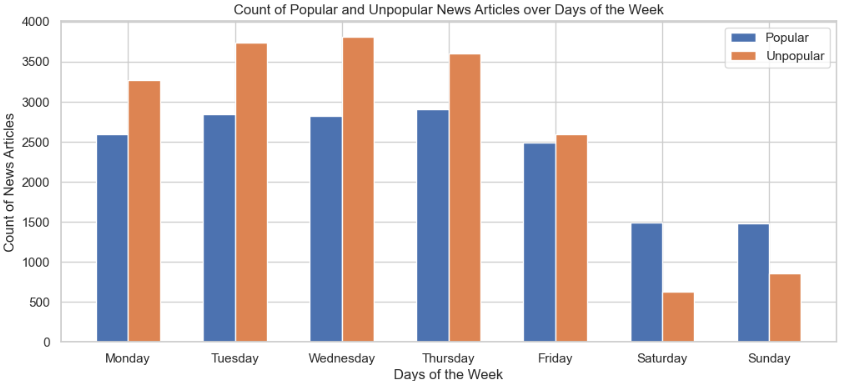 Count of Popular and Unpopular News Articles over Days of the Week
Popular
Unpopular
Count of News Articles
4000
3500
3000
2500
2000
1500
1000
500
0
Monday Tuesday Wednesday Thursday Friday Saturday Sunday
Days of the Week